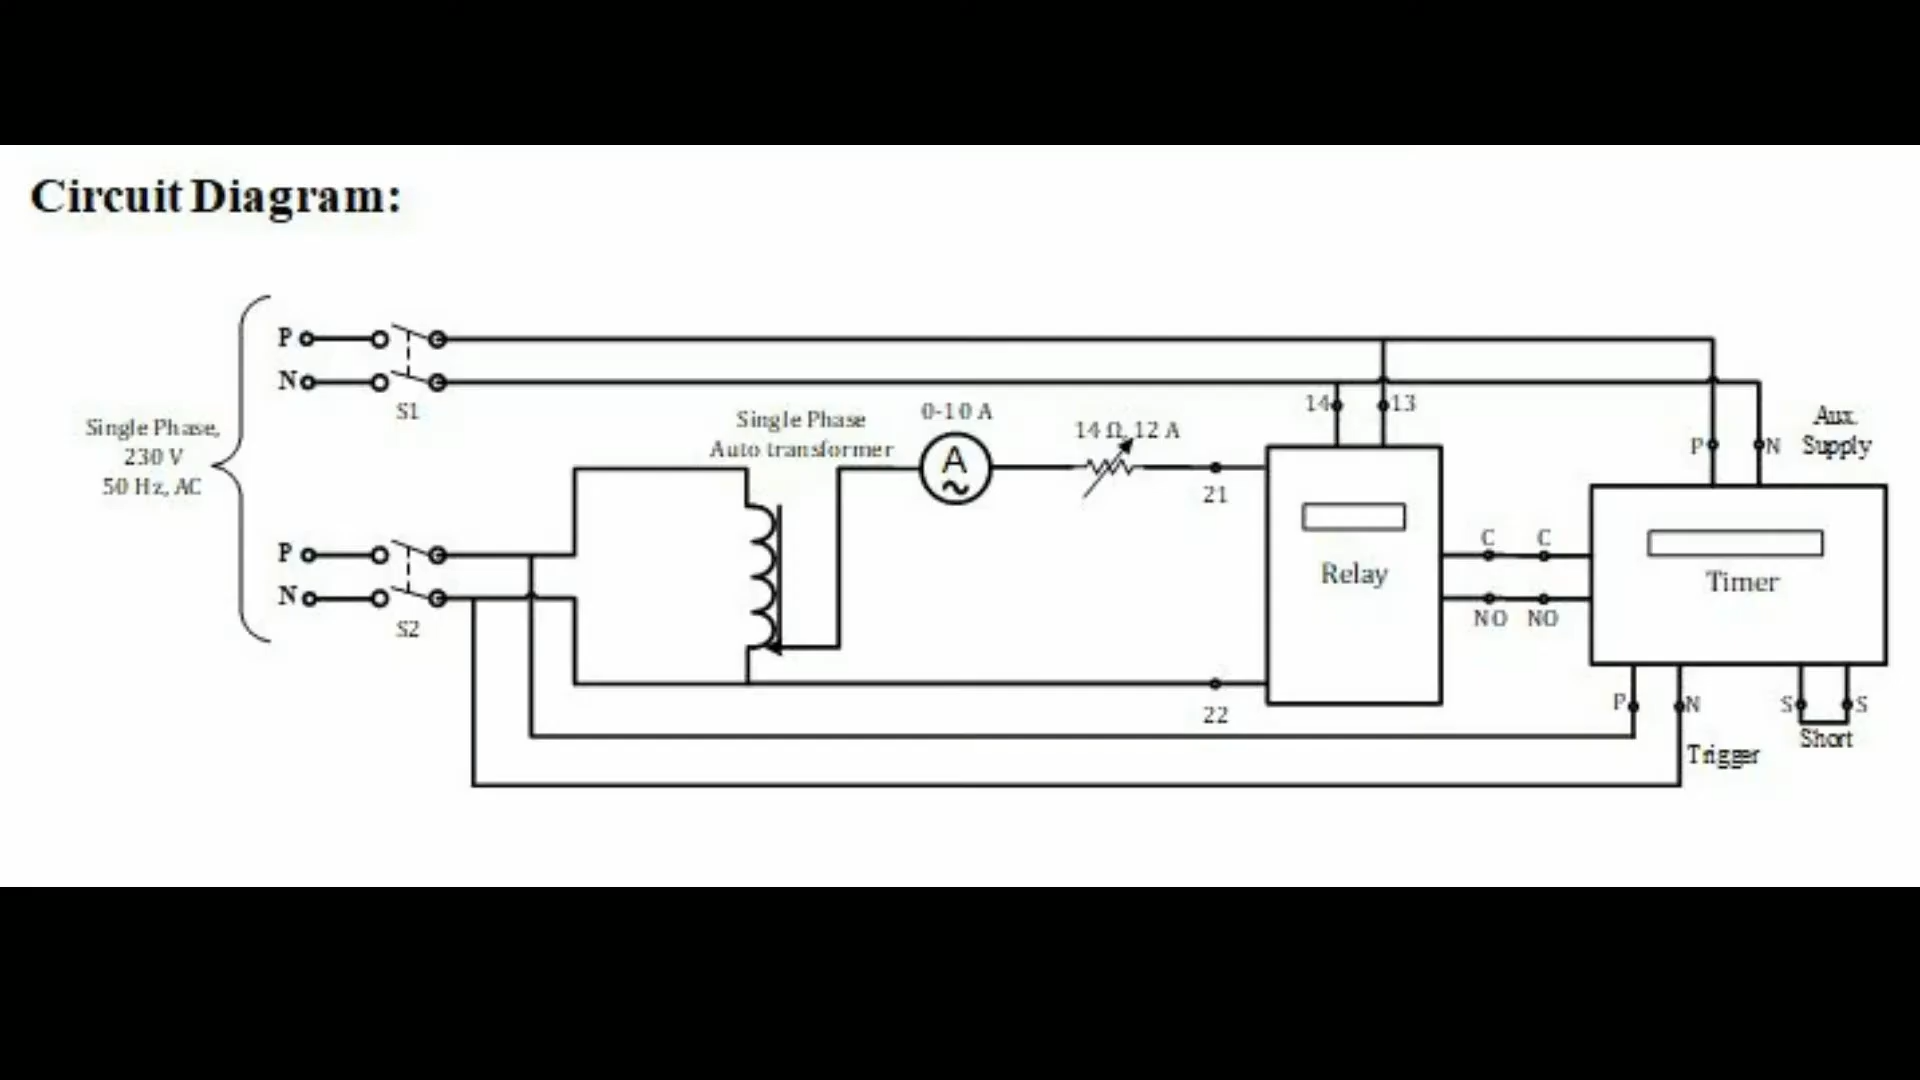 Circuit Diagram:
P
N
S1
Single Phase,
230 V
50 Hz, AC
P
N
S2
Single Phase
Auto transformer
0-10 A
A
14 Ω, 12 A
21
22
14
13
Relay
C
C
NO
NO
P
N
Aux.
Supply
Timer
P
N
Trigger
S
S
Short